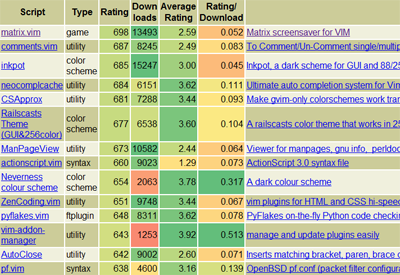 Script Type Rating Down loads Average Rating Rating/ Download
matrix.vim game 698 13493 2.59 0.052 Matrix screensaver for VIM
comments.vim utility 687 8245 2.49 0.083 To Comment/Un-Comment single/multip
inkpot color scheme 685 15247 3.00 0.045 Inkpot, a dark scheme for GUI and 88/25
neocomplcache utility 684 6151 3.62 0.111 Ultimate auto completion system for Vim
CSApprox utility 681 7288 3.44 0.093 Make gvim-only colorschemes work tran
Railscasts Theme (GUI&256color) color scheme 677 6538 3.60 0.104 A railscasts color theme that works in 25
ManPageView utility 673 10582 2.44 0.064 Viewer for manpages, gnu info, perldoc
actionscript.vim syntax 660 9023 1.29 0.073 ActionScript 3.0 syntax file
Neverness colour scheme color scheme 654 2063 3.78 0.317 A dark colour scheme
ZenCoding.vim utility 651 9748 3.44 0.067 vim plugins for HTML and CSS hi-speed
pyflakes.vim ftplugin 648 8311 3.62 0.078 PyFlakes on-the-fly Python code checkin
vim-addon-manager utility 643 1253 3.92 0.513 manage and update plugins easily
AutoClose utility 642 9002 2.60 0.071 Inserts matching bracket, paren, brace o
pf.vim syntax 638 4600 3.16 0.139 OpenBSD pf.conf (packet filter configurat